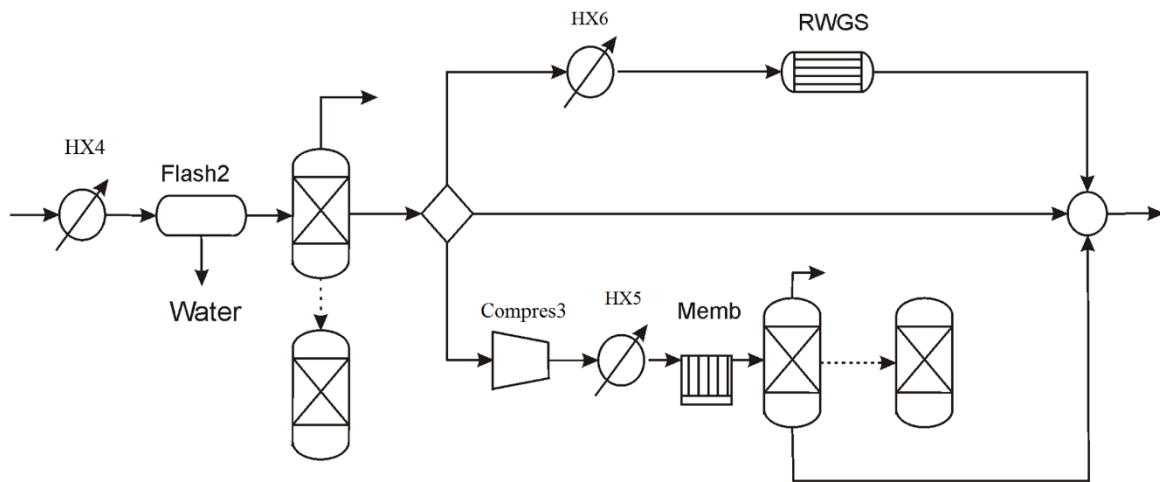 HX6
RWGS
HX4
Flash2
Water
Compres3
HX5
Memb